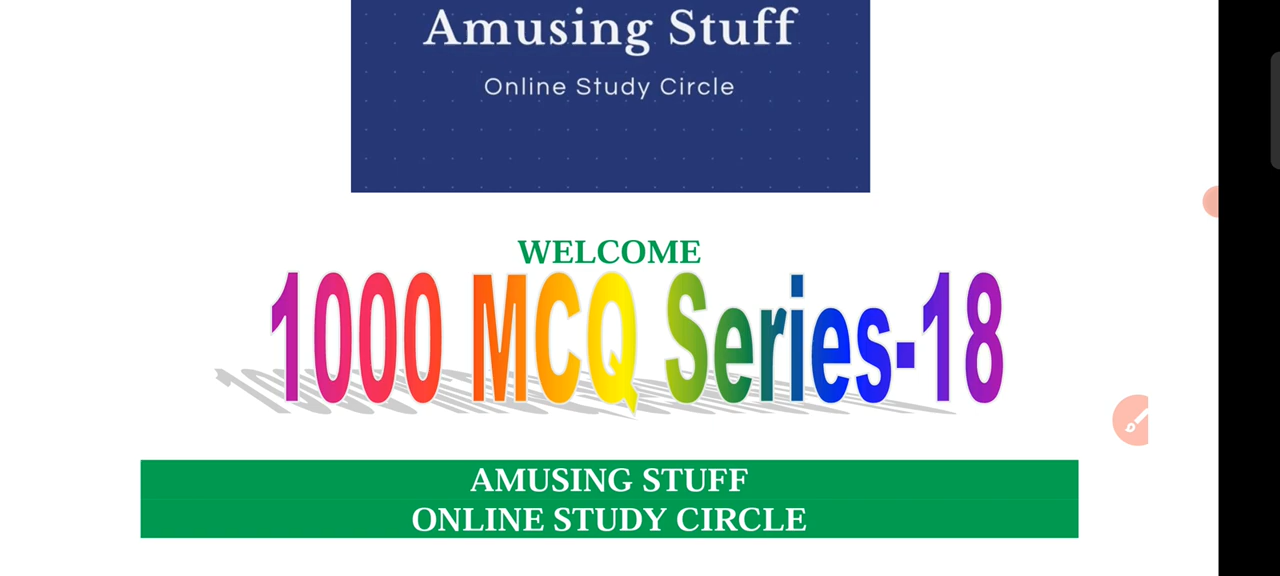 Amusing Stuff
Online Study Circle
WELCOME
1000 MCQ Series-18
AMUSING STUFF
ONLINE STUDY CIRCLE